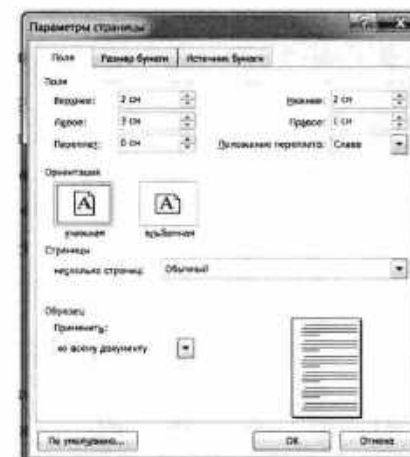 Параметры страницы
Поля Размер бумаги Источник бумаги
Поля
Верхнее: 2 см Нижнее: 2 см
Левое: 3 см Правое: 1 см
Переплет: 0 см Положение переплета: Слева
Ориентация
A A
книжная альбомная
Страницы
несколько страниц: Обычный
Образец
Применить:
ко всему документу
По умолчанию... ОК Отмена